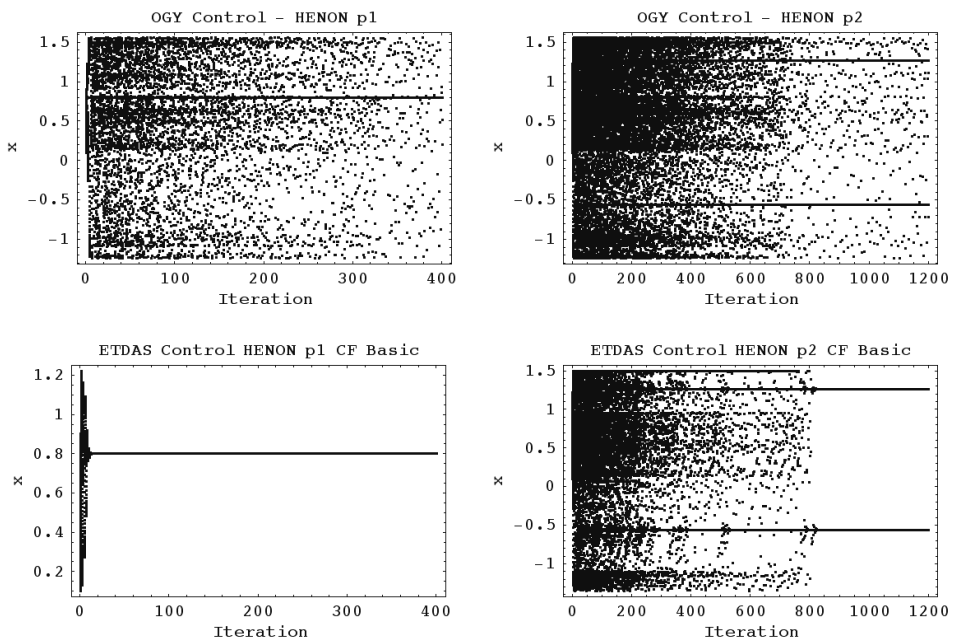 OGY Control – HENON p1
1.5
1
0.5
0
−0.5
−1
x
0 100 200 300 400
Iteration
OGY Control – HENON p2
1.5
1
0.5
0
−0.5
−1
x
0 200 400 600 800 1000 1200
Iteration
ETDAS Control HENON p1 CF Basic
1.2
1
0.8
0.6
0.4
0.2
x
0 100 200 300 400
Iteration
ETDAS Control HENON p2 CF Basic
1.5
1
0.5
0
−0.5
−1
x
0 200 400 600 800 1000 1200
Iteration